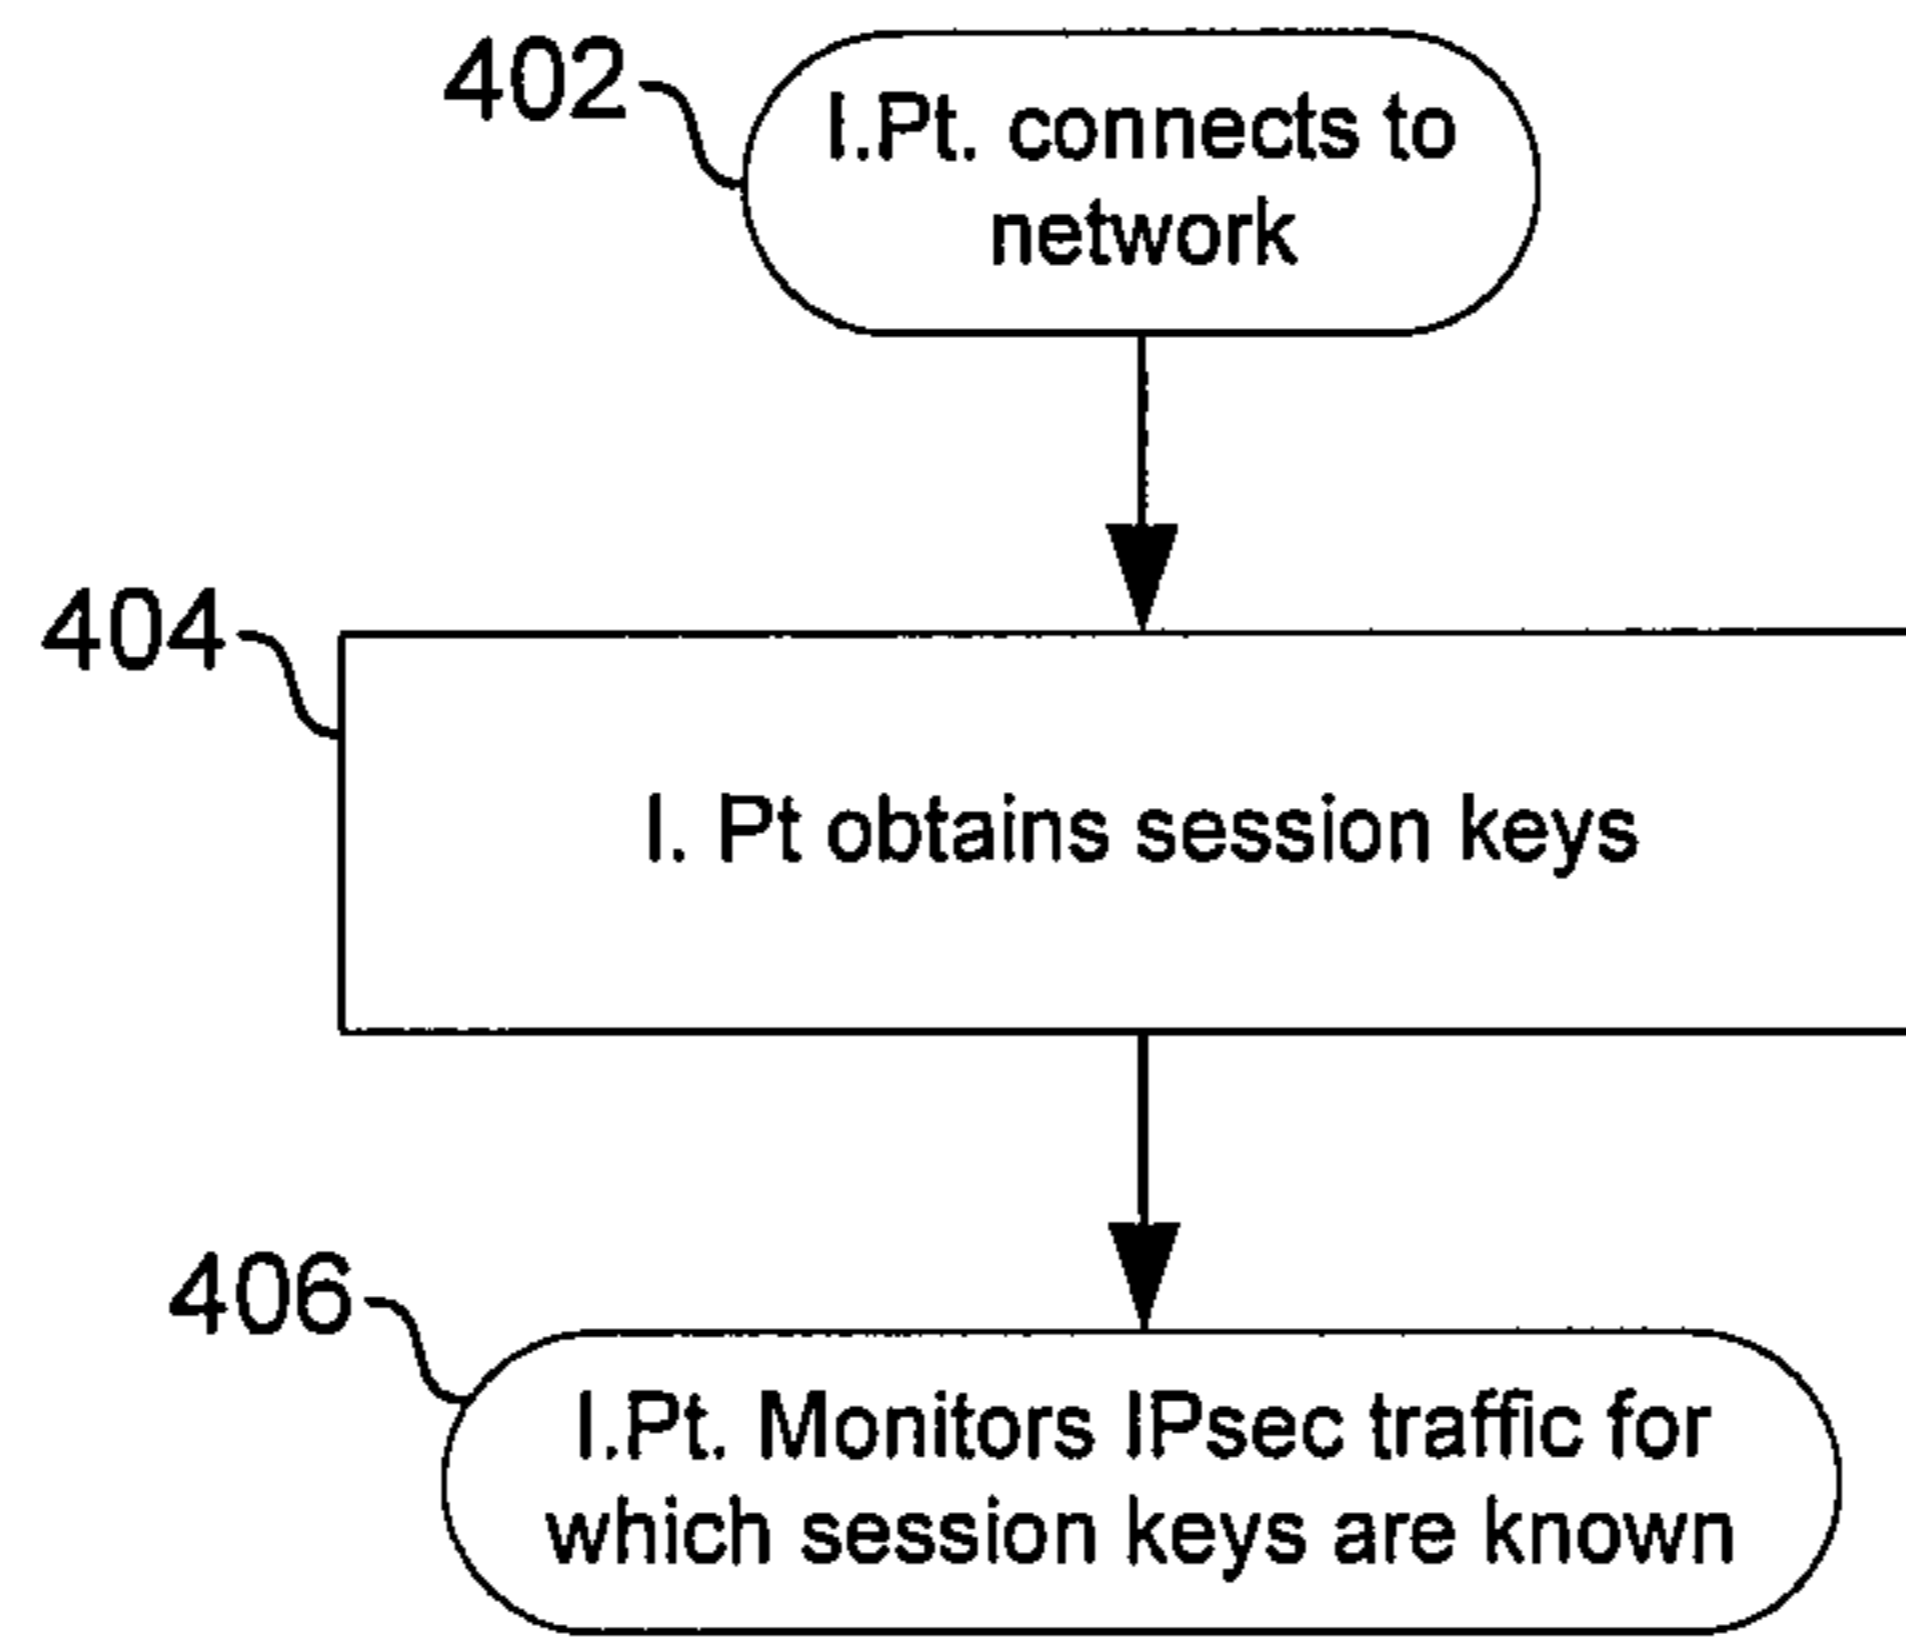 402
I.Pt. connects to
network
404
I. Pt obtains session keys
406
I.Pt. Monitors IPsec traffic for
which session keys are known